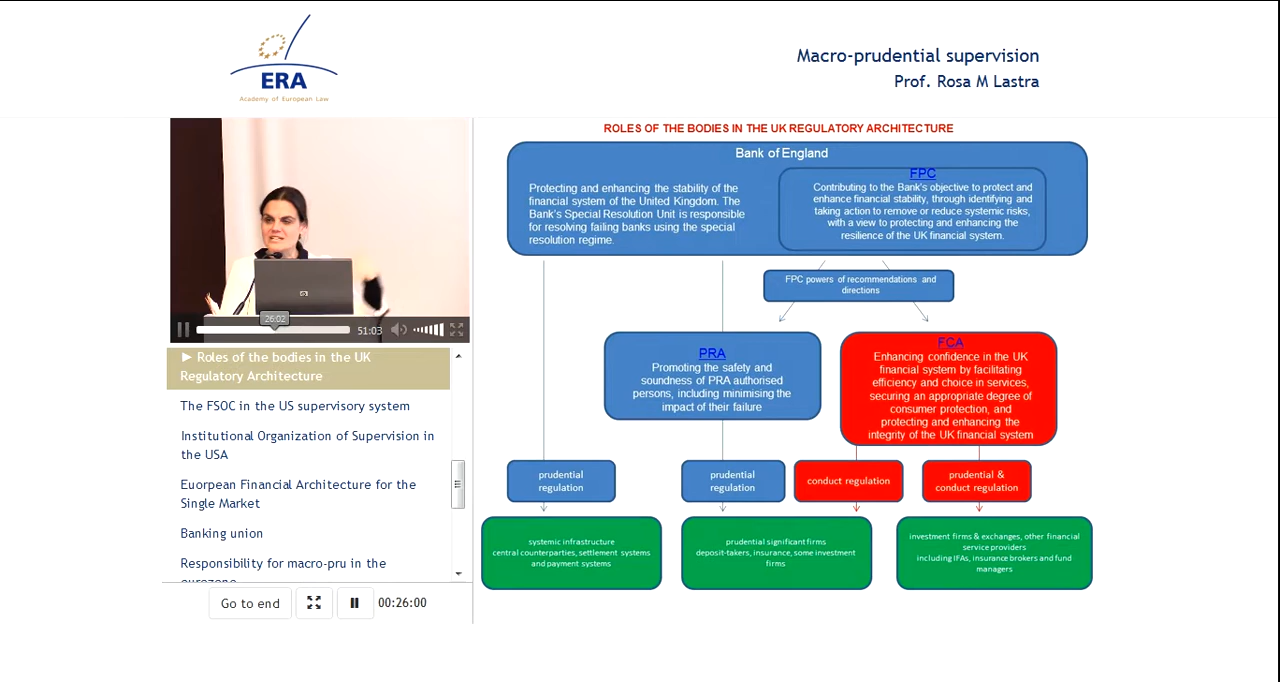 ERA
Academy of European Law
Macro-prudential supervision
Prof. Rosa M Lastra
26:02
51:03
► Roles of the bodies in the UK
Regulatory Architecture
The FSOC in the US supervisory system
Institutional Organization of Supervision in
the USA
Euorpean Financial Architecture for the
Single Market
Banking union
Responsibility for macro-pru in the
eurozone
Go to end
00:26:00
ROLES OF THE BODIES IN THE UK REGULATORY ARCHITECTURE
Bank of England
Protecting and enhancing the stability of the
financial system of the United Kingdom. The
Bank's Special Resolution Unit is responsible
for resolving failing banks using the special
resolution regime.
FPC
Contributing to the Bank's objective to protect and
enhance financial stability, through identifying and
taking action to remove or reduce systemic risks,
with a view to protecting and enhancing the
resilience of the UK financial system.
FPC powers of recommendations and
directions
PRA
Promoting the safety and
soundness of PRA authorised
persons, including minimising the
impact of their failure
FCA
Enhancing confidence in the UK
financial system by facilitating
efficiency and choice in services,
securing an appropriate degree of
consumer protection, and
protecting and enhancing the
integrity of the UK financial system
prudential
regulation
prudential
regulation
conduct regulation
prudential &
conduct regulation
systemic infrastructure
central counterparties, settlement systems
and payment systems
prudential significant firms
deposit-takers, insurance, some investment
firms
investment firms & exchanges, other financial
service providers
including IFAs, insurance brokers and fund
managers